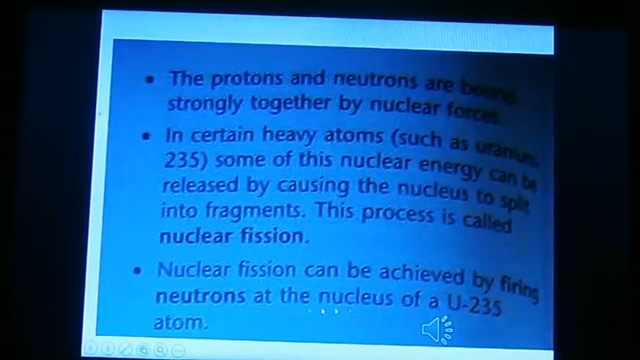 • The protons and neutrons are bound
strongly together by nuclear forces.
• In certain heavy atoms (such as uranium-
235) some of this nuclear energy can be
released by causing the nucleus to split
into fragments. This process is called
nuclear fission.
• Nuclear fission can be achieved by firing
neutrons at the nucleus of a U-235
atom.